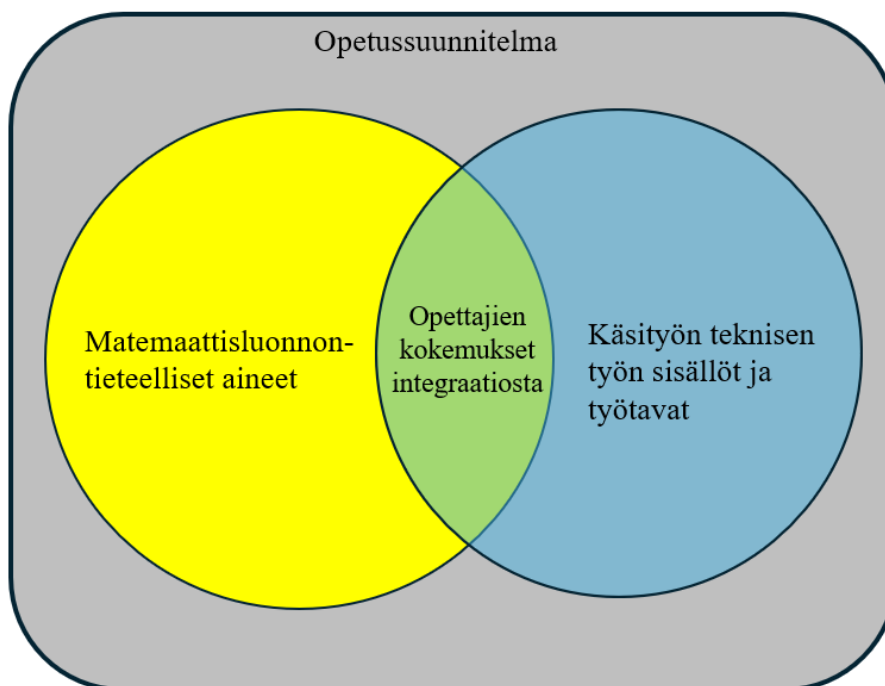 Opetussuunnitelma
Matemaattisluonnon-
tieteelliset aineet
Opettajien
kokemukset
integraatiosta
Käsityön teknisen
työn sisällöt ja
työtavat